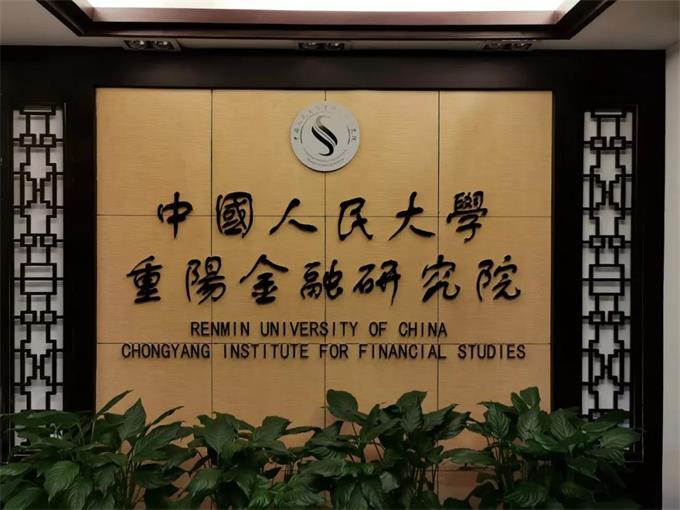 中國人民大學
重陽金融研究院
RENMIN UNIVERSITY OF CHINA
CHONGYANG INSTITUTE FOR FINANCIAL STUDIES